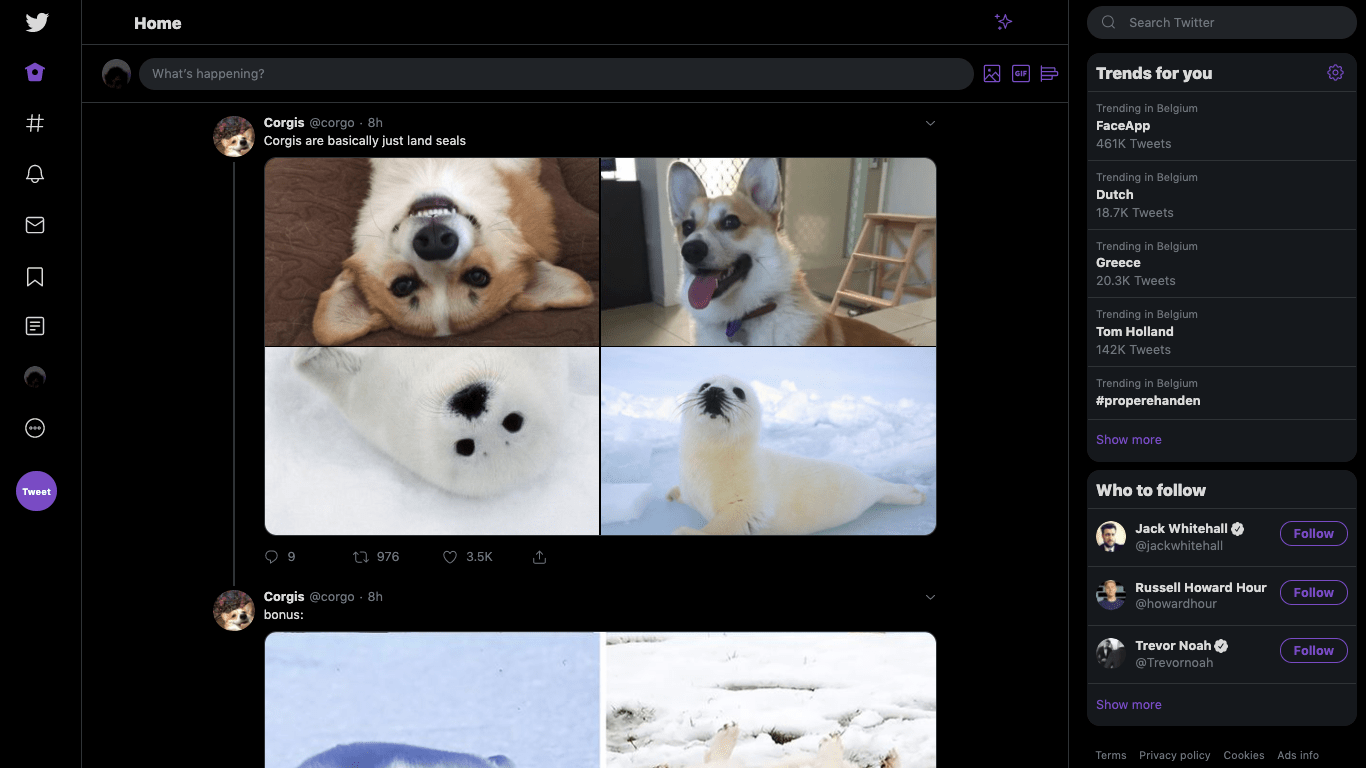 Home
What's happening?
GIF
Tweet
Corgis @corgo · 8h
Corgis are basically just land seals
9 976 3.5K
Corgis @corgo · 8h
bonus:
Search Twitter
Trends for you
Trending in Belgium
FaceApp
461K Tweets
Trending in Belgium
Dutch
18.7K Tweets
Trending in Belgium
Greece
20.3K Tweets
Trending in Belgium
Tom Holland
142K Tweets
Trending in Belgium
#properehanden
Show more
Who to follow
Jack Whitehall
@jackwhitehall
Follow
Russell Howard Hour
@howardhour
Follow
Trevor Noah
@Trevornoah
Follow
Show more
Terms Privacy policy Cookies Ads info